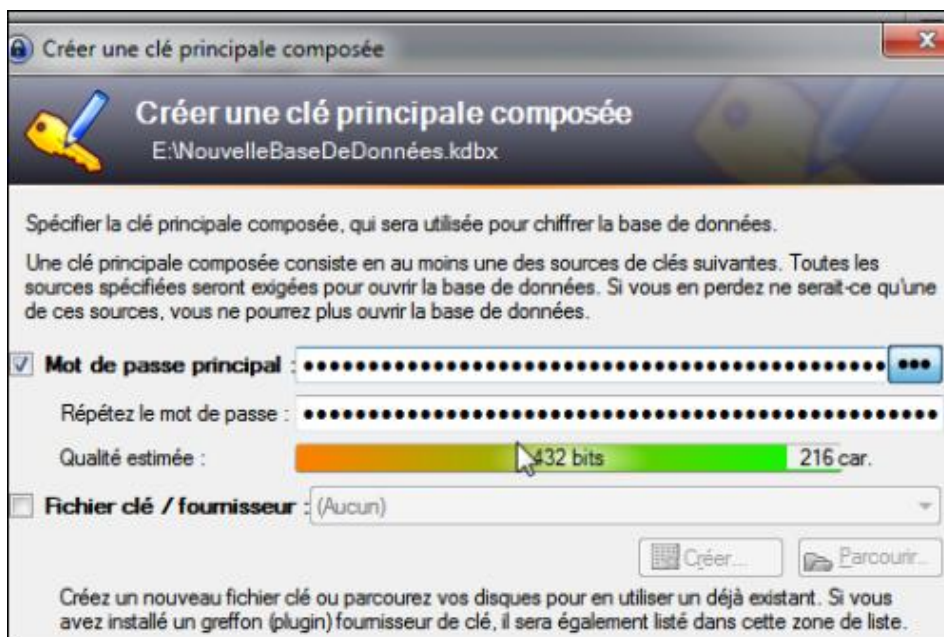 Créer une clé principale composée
Créer une clé principale composée
E:\NouvelleBaseDeDonnées.kdbx
Spécifier la clé principale composée, qui sera utilisée pour chiffrer la base de données.
Une clé principale composée consiste en au moins une des sources de clés suivantes. Toutes les
sources spécifiées seront exigées pour ouvrir la base de données. Si vous en perdez ne serait-ce qu'une
de ces sources, vous ne pourrez plus ouvrir la base de données.
Mot de passe principal :
Répétez le mot de passe :
Qualité estimée : 432 bits 216 car.
Fichier clé / fournisseur : (Aucun)
Créer... Parcourir...
Créez un nouveau fichier clé ou parcourez vos disques pour en utiliser un déjà existant. Si vous
avez installé un greffon (plugin) fournisseur de clé, il sera également listé dans cette zone de liste.